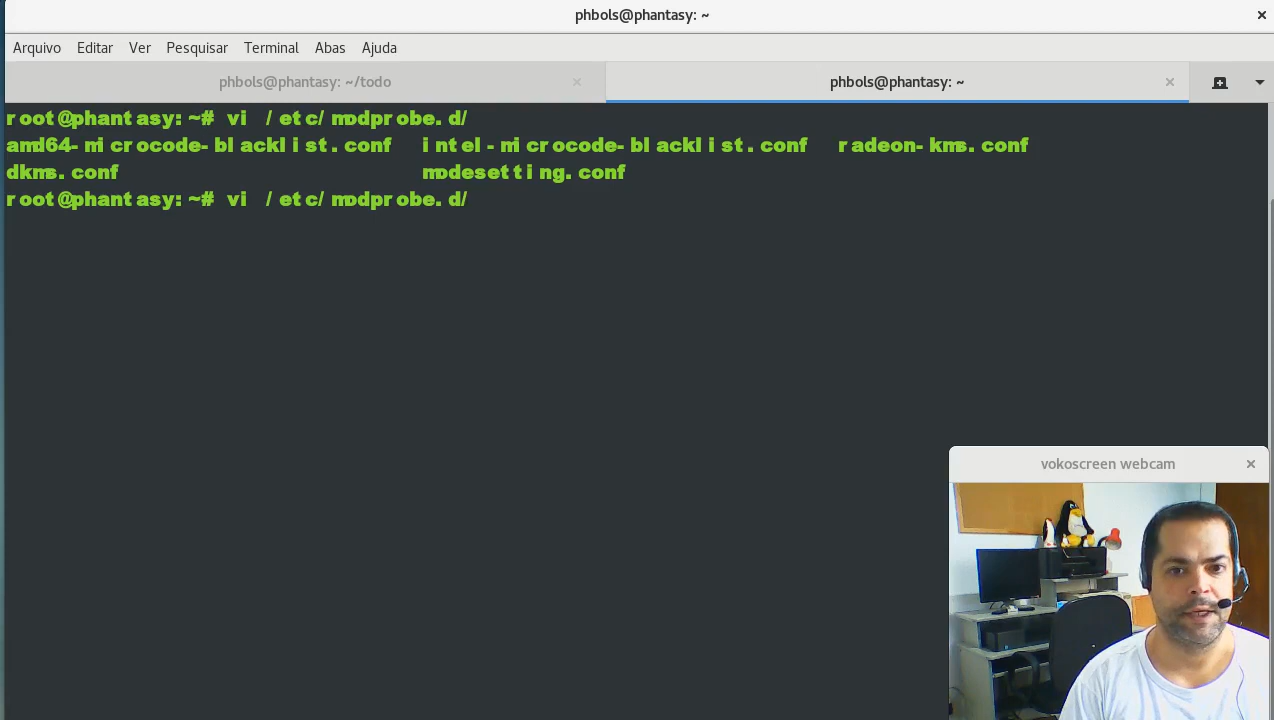 phbols@phantasy: ~
Arquivo Editar Ver Pesquisar Terminal Abas Ajuda
phbols@phantasy: ~/todo phbols@phantasy: ~
root@phantasy:~# vi /etc/modprobe.d/
amd64-microcode-blacklist.conf intel-microcode-blacklist.conf radeon-kms.conf
dkms.conf modesetting.conf
root@phantasy:~# vi /etc/modprobe.d/
vokoscreen webcam